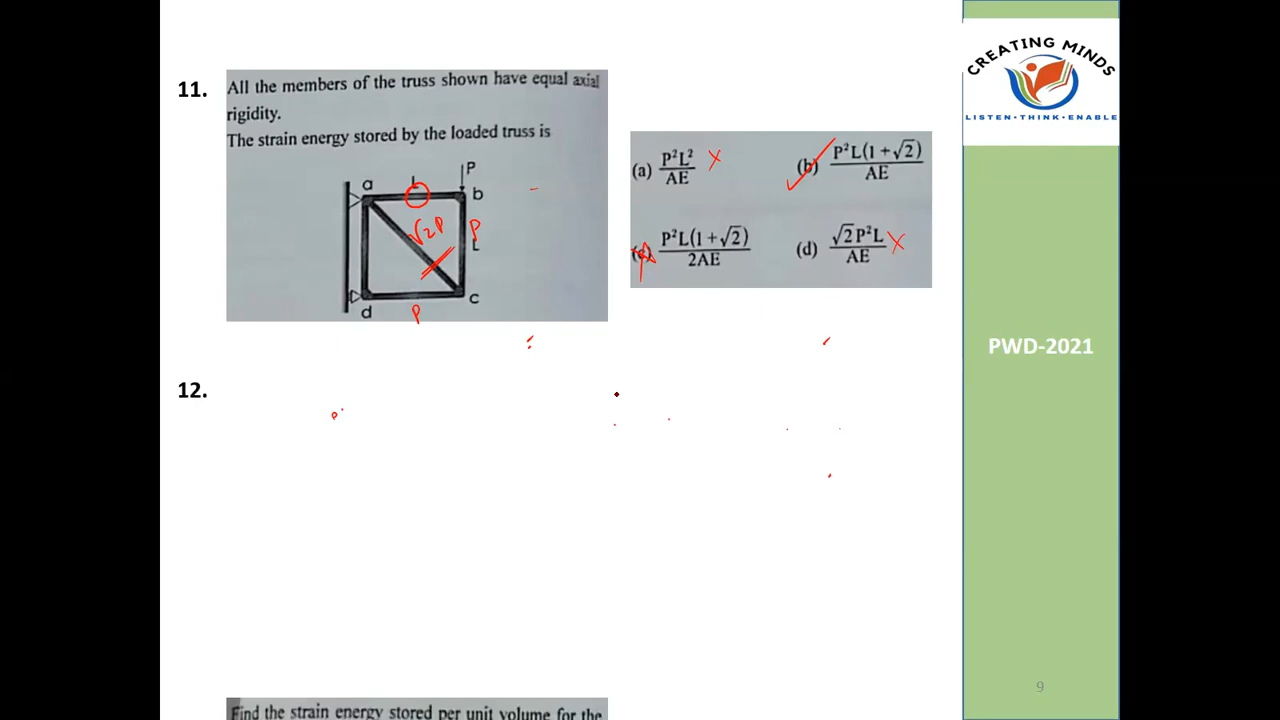 11.
All the members of the truss shown have equal axial
rigidity.
The strain energy stored by the loaded truss is
P
a
L
b
√2P
P
L
d
P
c
(a) P²L²/AE
(b) P²L(1+√2)/AE
(c) P²L(1+√2)/2AE
(d) √2P²L/AE
12.
Find the strain energy stored per unit volume for the
CREATING MINDS
LISTEN•THINK•ENABLE
PWD-2021
9